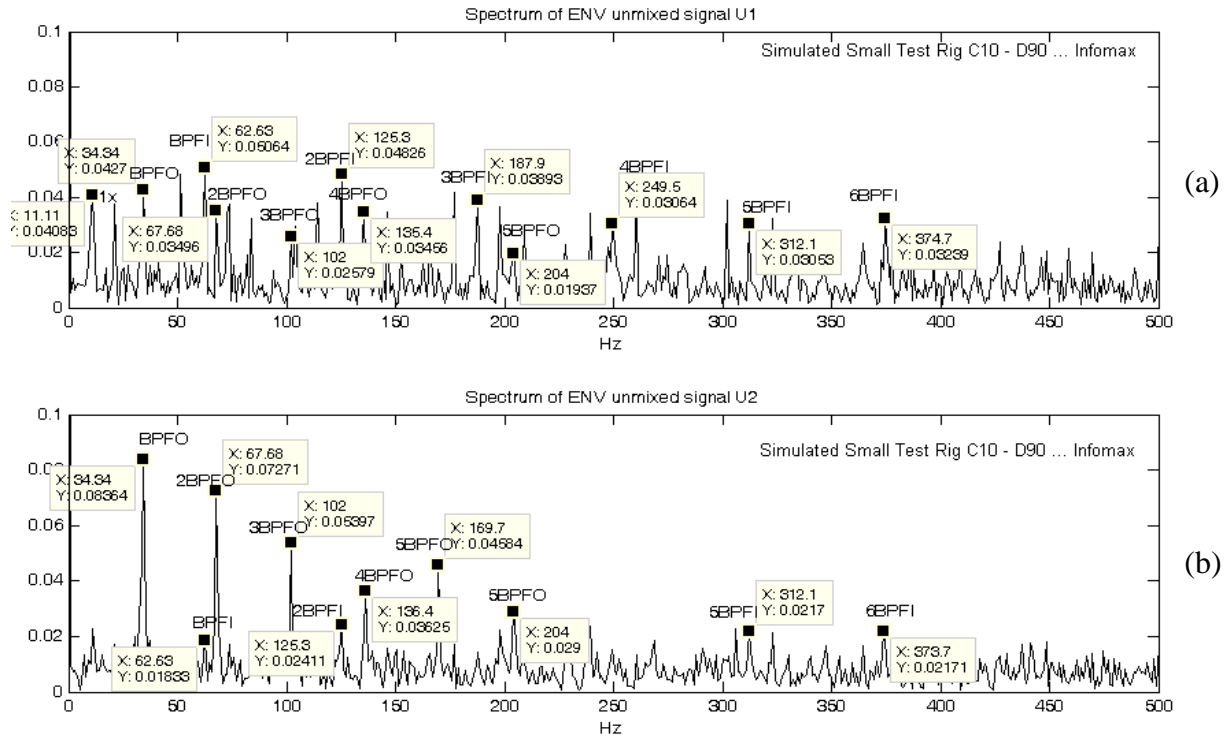 Spectrum of ENV unmixed signal U1
0.1
Simulated Small Test Rig C10 - D90 ... Infomax
0.08
0.06
0.04
0.02
0
X: 34.34
Y: 0.0427
BPFO
BPFI
X: 62.63
Y: 0.05064
2BPFI
X: 125.3
Y: 0.04826
3BPFI
X: 187.9
Y: 0.03893
4BPFI
X: 249.5
Y: 0.03064
6BPFI
(a)
X: 11.11
Y: 0.04083
1x
X: 67.68
Y: 0.03496
2BPFO
3BPFO
X: 102
Y: 0.02579
4BPFO
X: 135.4
Y: 0.03456
5BPFO
X: 204
Y: 0.01937
5BPFI
X: 312.1
Y: 0.03053
X: 374.7
Y: 0.03239
0 50 100 150 200 250 300 350 400 450 500
Hz
Spectrum of ENV unmixed signal U2
0.1
Simulated Small Test Rig C10 - D90 ... Infomax
0.06
0.04
0.02
0
BPFO
X: 34.34
Y: 0.08364
2BPFO
X: 67.68
Y: 0.07271
3BPFO
X: 102
Y: 0.05397
5BPFO
X: 169.7
Y: 0.04584
(b)
BPFI
X: 62.63
Y: 0.01833
2BPFI
X: 125.3
Y: 0.02411
4BPFO
X: 136.4
Y: 0.03625
5BPFO
X: 204
Y: 0.029
5BPFI
X: 312.1
Y: 0.0217
6BPFI
X: 373.7
Y: 0.02171
0 50 100 150 200 250 300 350 400 450 500
Hz